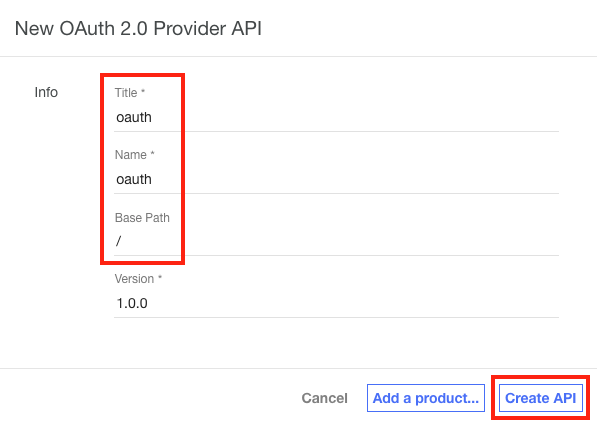 New OAuth 2.0 Provider API
Info
Title *
oauth
Name *
oauth
Base Path
/
Version *
1.0.0
Cancel Add a product... Create API